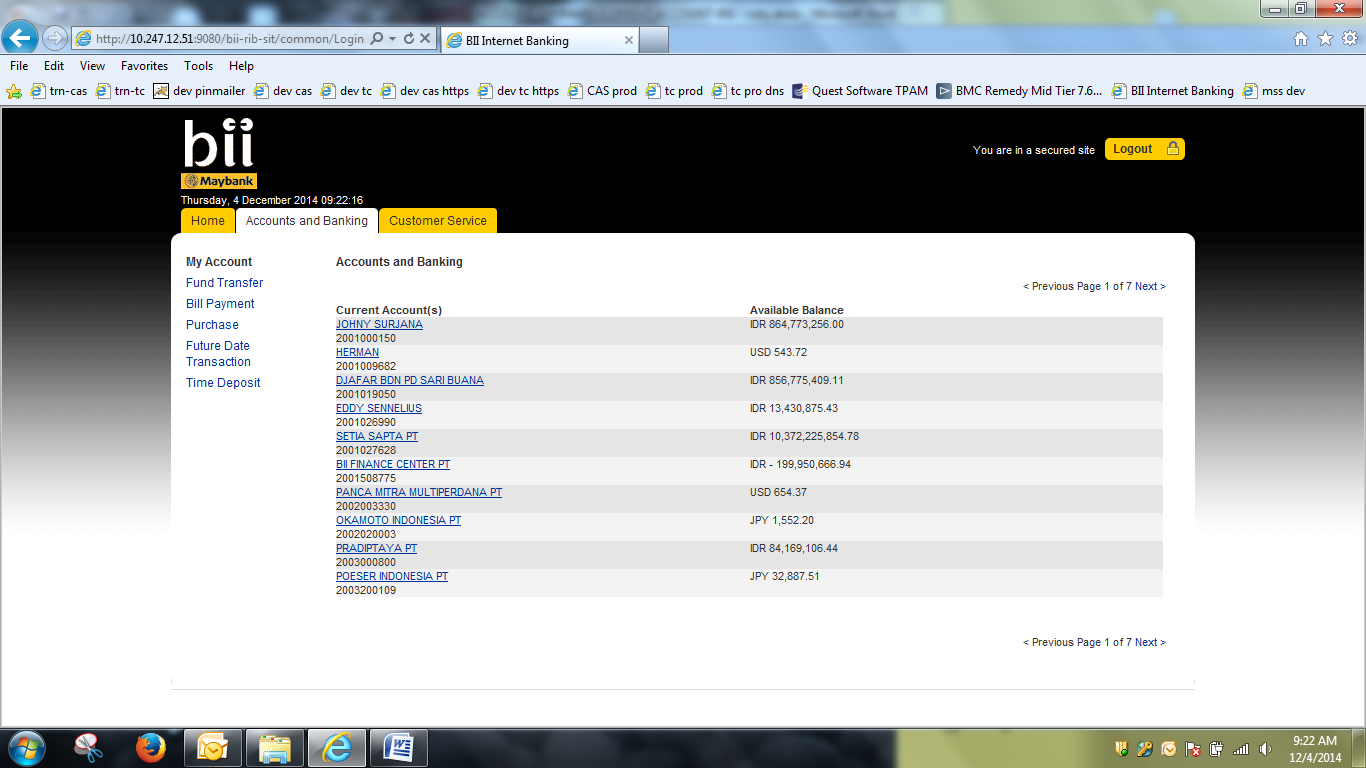 http://10.247.12.51:9080/bii-rib-sit/common/Login
BII Internet Banking
File Edit View Favorites Tools Help
trn-cas trn-tc dev pinmailer dev cas dev tc dev cas https dev tc https CAS prod tc prod tc pro dns Quest Software TPAM BMC Remedy Mid Tier 7.6... BII Internet Banking mss dev
bii
Maybank
You are in a secured site Logout
Thursday, 4 December 2014 09:22:16
Home Accounts and Banking Customer Service
My Account
Fund Transfer
Bill Payment
Purchase
Future Date
Transaction
Time Deposit
Accounts and Banking
< Previous Page 1 of 7 Next >
Current Account(s) Available Balance
JOHNY SURJANA IDR 864,773,256.00
2001000150
HERMAN USD 543.72
2001009682
DJAFAR BDN PD SARI BUANA IDR 856,775,409.11
2001019050
EDDY SENNELIUS IDR 13,430,875.43
2001026990
SETIA SAPTA PT IDR 10,372,225,854.78
2001027628
BII FINANCE CENTER PT IDR - 199,950,666.94
2001508775
PANCA MITRA MULTIPERDANA PT USD 654.37
2002003330
OKAMOTO INDONESIA PT JPY 1,552.20
2002020003
PRADIPTAYA PT IDR 84,169,106.44
2003000800
POESER INDONESIA PT JPY 32,887.51
2003200109
< Previous Page 1 of 7 Next >
9:22 AM
12/4/2014